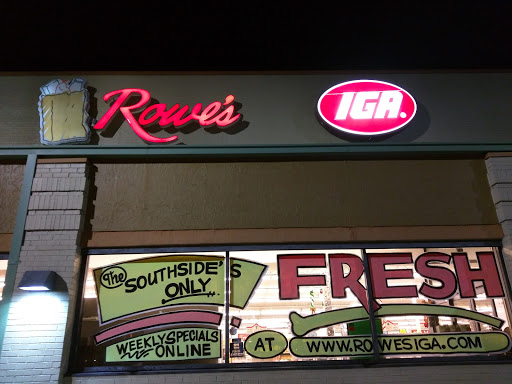 Rowe's
IGA.
The
SOUTHSIDE'S
ONLY
FRESH
WEEKLY SPECIALS
ONLINE
AT
WWW.ROWESIGA.COM